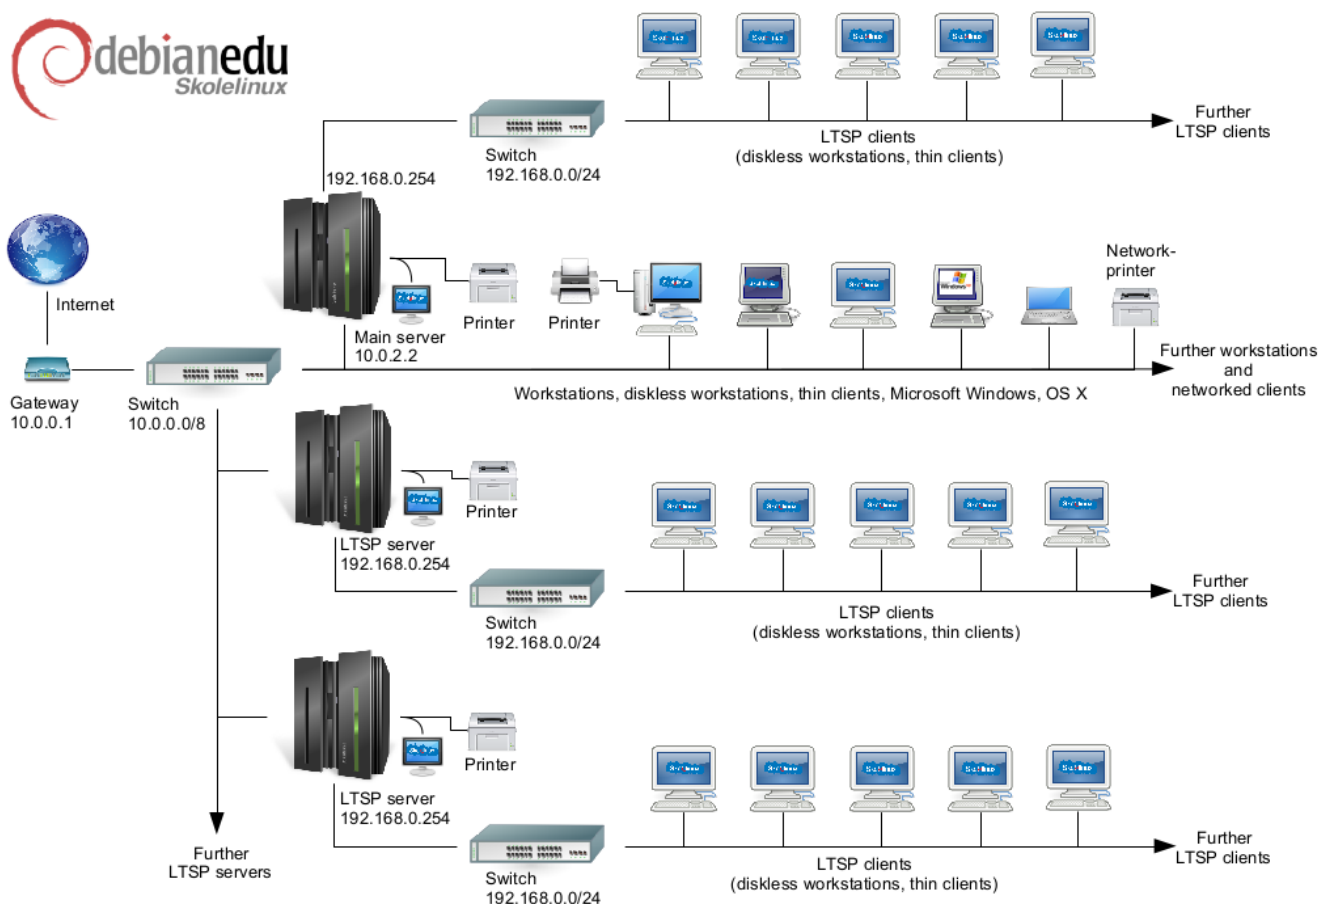 debianedu
Skolelinux
Switch
192.168.0.0/24
LTSP clients
(diskless workstations, thin clients)
Further
LTSP clients
192.168.0.254
Internet
Gateway
10.0.0.1
Switch
10.0.0.0/8
Main server
10.0.2.2
Printer
Printer
Windows
Network-
printer
Workstations, diskless workstations, thin clients, Microsoft Windows, OS X
Further workstations
and
networked clients
LTSP server
192.168.0.254
Printer
Switch
192.168.0.0/24
LTSP clients
(diskless workstations, thin clients)
Further
LTSP clients
LTSP server
192.168.0.254
Printer
Switch
192.168.0.0/24
LTSP clients
(diskless workstations, thin clients)
Further
LTSP clients
Further
LTSP servers